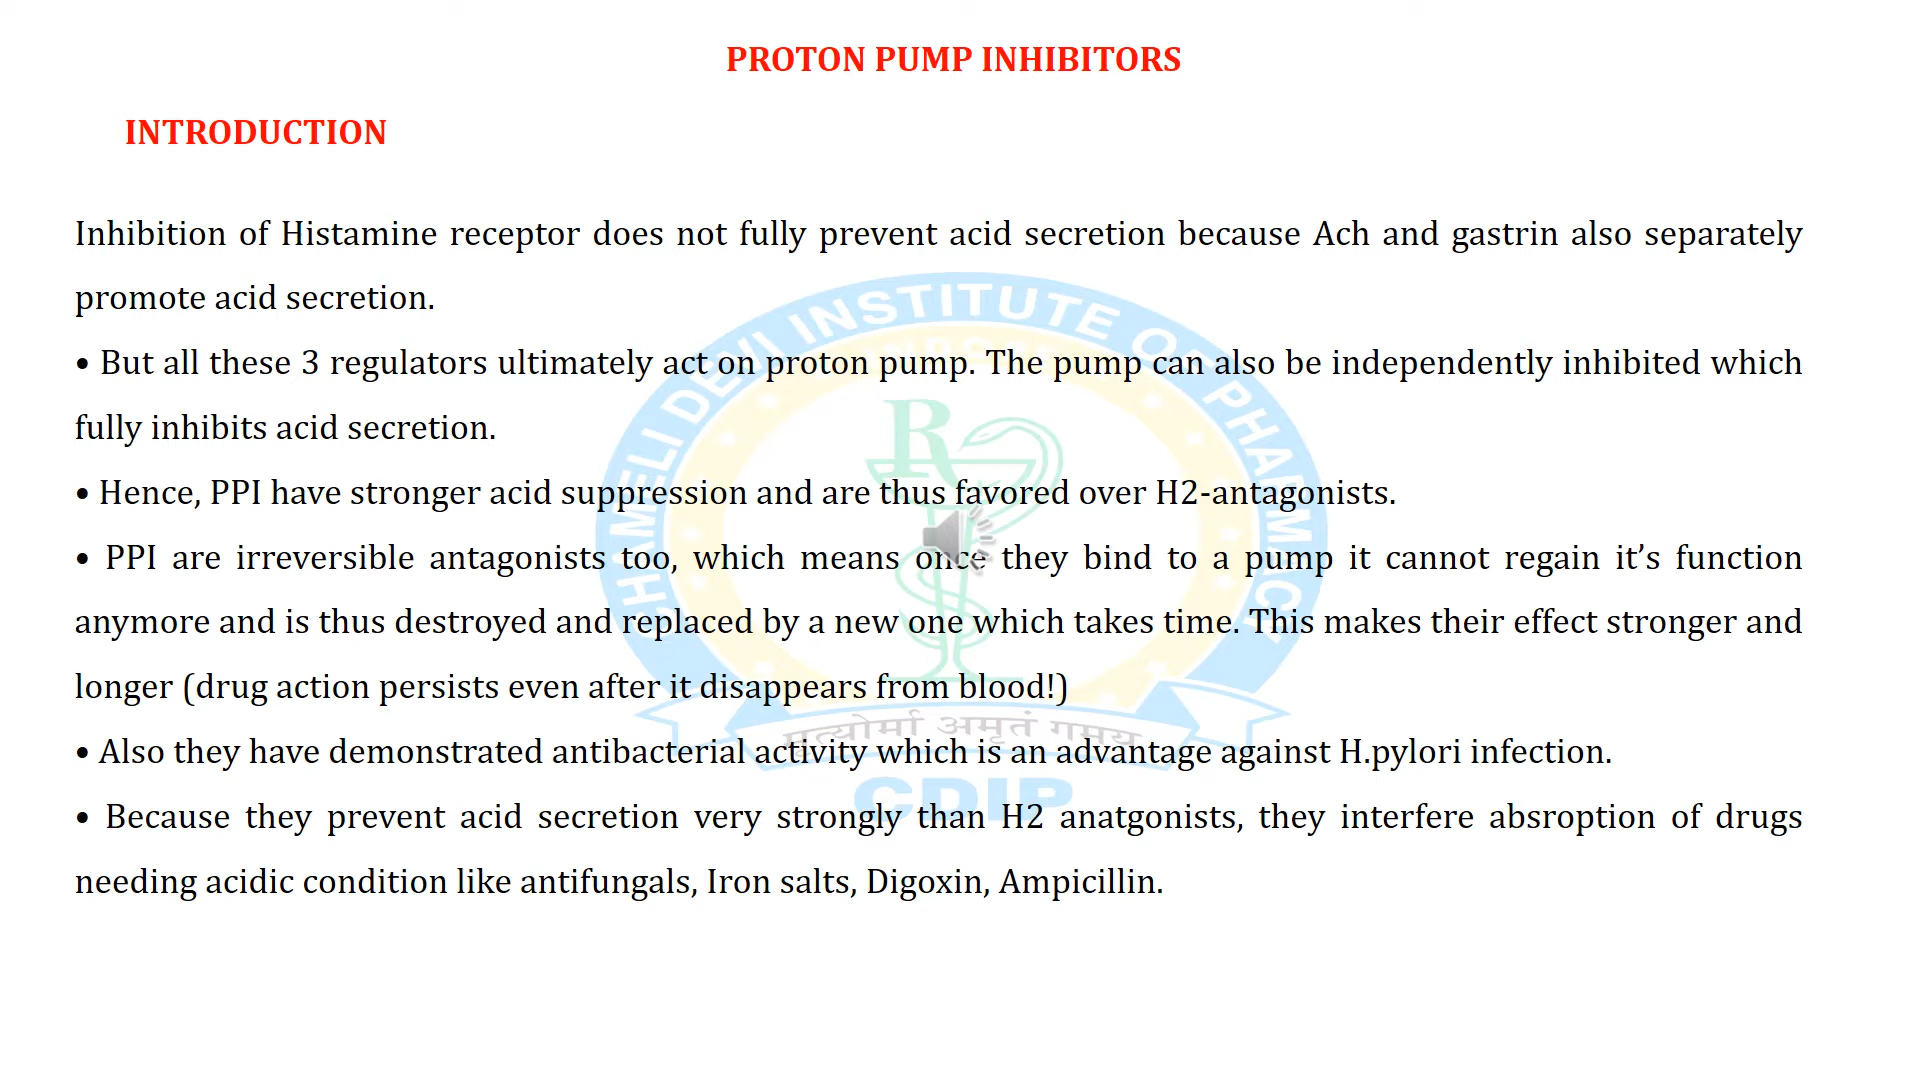 PROTON PUMP INHIBITORS
INTRODUCTION
Inhibition of Histamine receptor does not fully prevent acid secretion because Ach and gastrin also separately
promote acid secretion.
• But all these 3 regulators ultimately act on proton pump. The pump can also be independently inhibited which
fully inhibits acid secretion.
• Hence, PPI have stronger acid suppression and are thus favored over H2-antagonists.
• PPI are irreversible antagonists too, which means once they bind to a pump it cannot regain it’s function
anymore and is thus destroyed and replaced by a new one which takes time. This makes their effect stronger and
longer (drug action persists even after it disappears from blood!)
• Also they have demonstrated antibacterial activity which is an advantage against H.pylori infection.
• Because they prevent acid secretion very strongly than H2 anatgonists, they interfere absroption of drugs
needing acidic condition like antifungals, Iron salts, Digoxin, Ampicillin.
CHAMELI DEVI INSTITUTE OF PHARMACY
R
मृत्योर्मा अमृतं गमय
CDIP